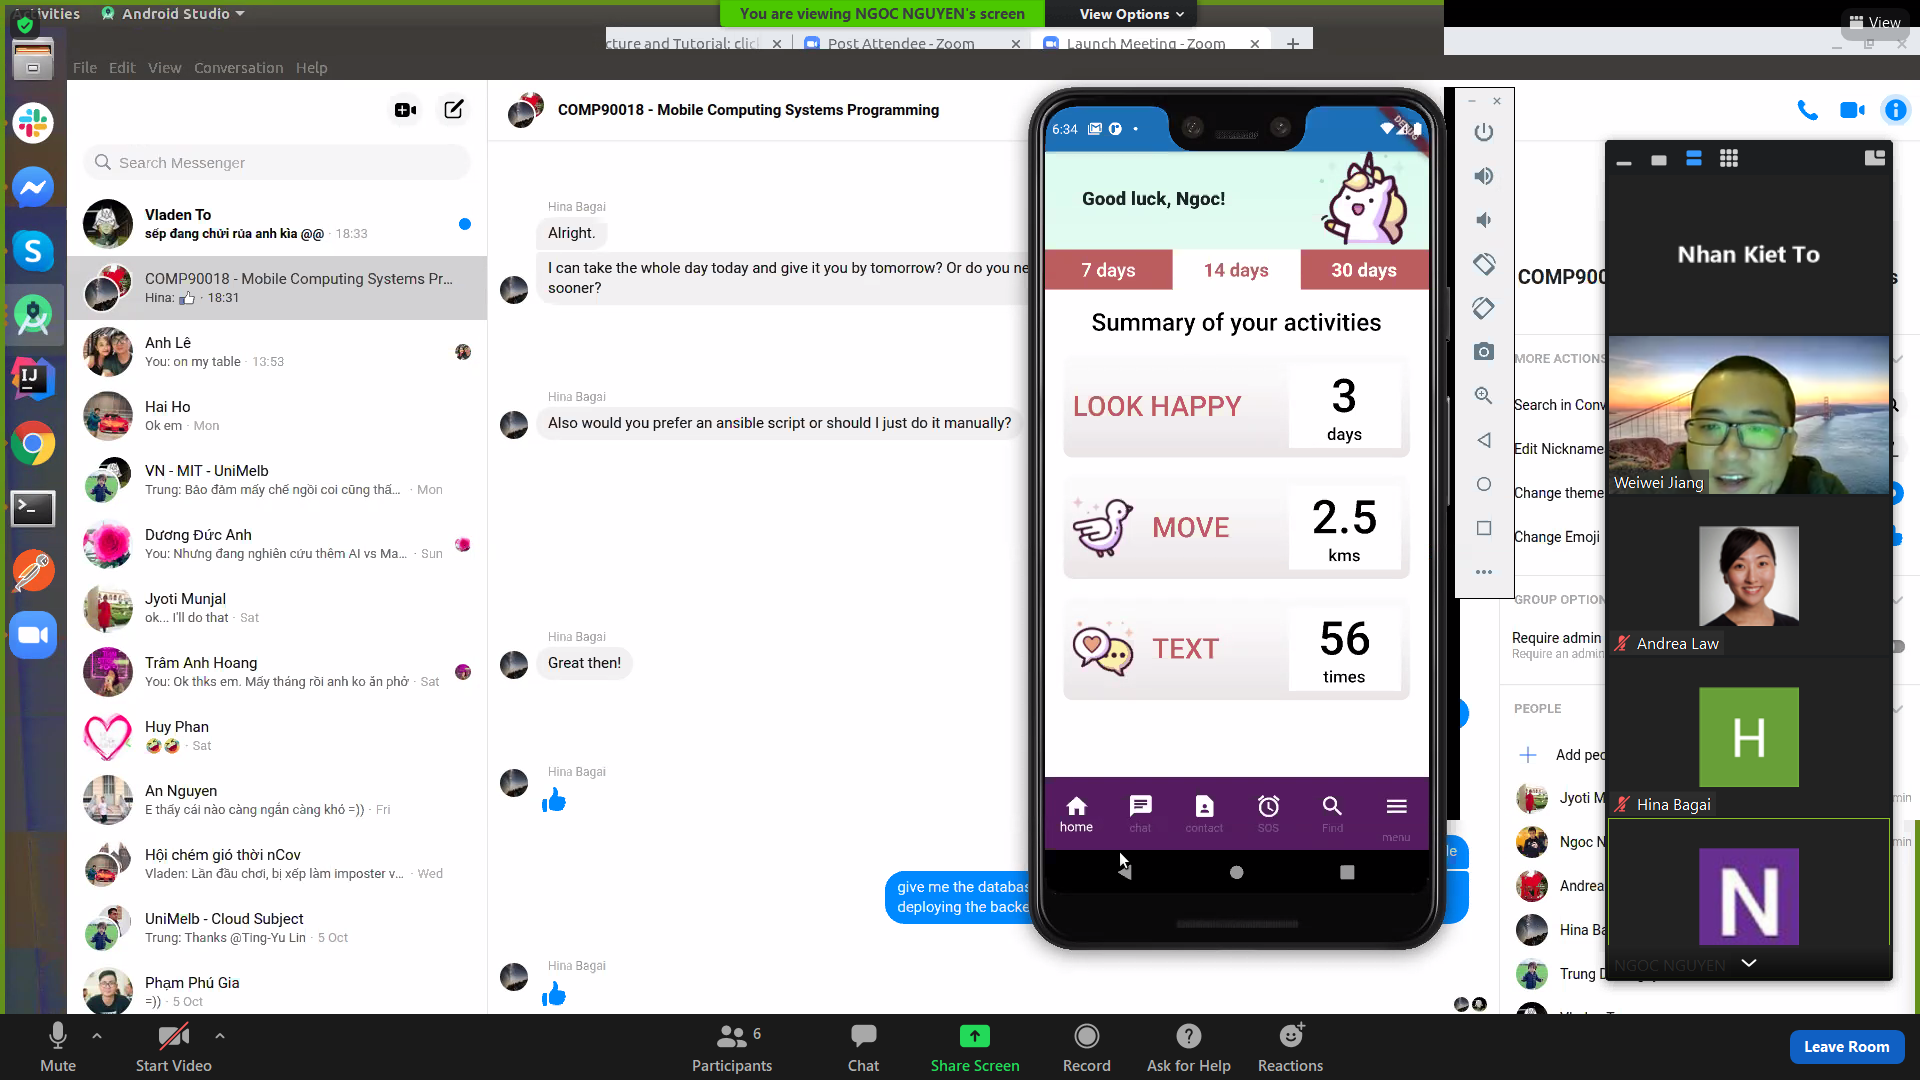 Activities
Android Studio
You are viewing NGOC NGUYEN's screen
View Options
View
cture and Tutorial: clic
Post Attendee - Zoom
Launch Meeting - Zoom
File Edit View Conversation Help
Search Messenger
Vladen To
sếp đang chửi rủa anh kìa @@ · 18:33
COMP90018 - Mobile Computing Systems Pr...
Hina: 👍 · 18:31
Anh Lê
You: on my table · 13:53
Hai Ho
Ok em · Mon
VN - MIT - UniMelb
Trung: Bảo đảm mấy chế ngồi coi cũng thấ... · Mon
Dương Đức Anh
You: Nhưng đang nghiên cứu thêm AI vs Ma... · Sun
Jyoti Munjal
ok... I'll do that · Sat
Trâm Anh Hoang
You: Ok thks em. Mấy tháng rồi anh ko ăn phở · Sat
Huy Phan
🤣🤣 · Sat
An Nguyen
E thấy cái nào càng ngắn càng khó =)) · Fri
Hội chém gió thời nCov
Vladen: Lần đầu chơi, bị xếp làm imposter v... · Wed
UniMelb - Cloud Subject
Trung: Thanks @Ting-Yu Lin · 5 Oct
Phạm Phú Gia
=)) · 5 Oct
COMP90018 - Mobile Computing Systems Programming
Hina Bagai
Alright.
I can take the whole day today and give it you by tomorrow? Or do you ne
sooner?
Hina Bagai
Also would you prefer an ansible script or should I just do it manually?
Hina Bagai
Great then!
Hina Bagai
give me the databas
deploying the backe
Hina Bagai
6:34
DEBUG
Good luck, Ngoc!
7 days
14 days
30 days
Summary of your activities
LOOK HAPPY
3
days
MOVE
2.5
kms
TEXT
56
times
home
chat
contact
SOS
Find
menu
le
COMP900
s
MORE ACTIONS
Search in Conv
Edit Nickname
Change theme
Change Emoji
GROUP OPTION
Require admin
Require an admin
PEOPLE
Add peo
Jyoti M
min
Ngoc N
min
Andrea
Hina Ba
Trung D
Nhan Kiet To
Weiwei Jiang
Andrea Law
H
Hina Bagai
N
NGOC NGUYEN
Mute
Start Video
6
Participants
Chat
Share Screen
Record
Ask for Help
Reactions
Leave Room